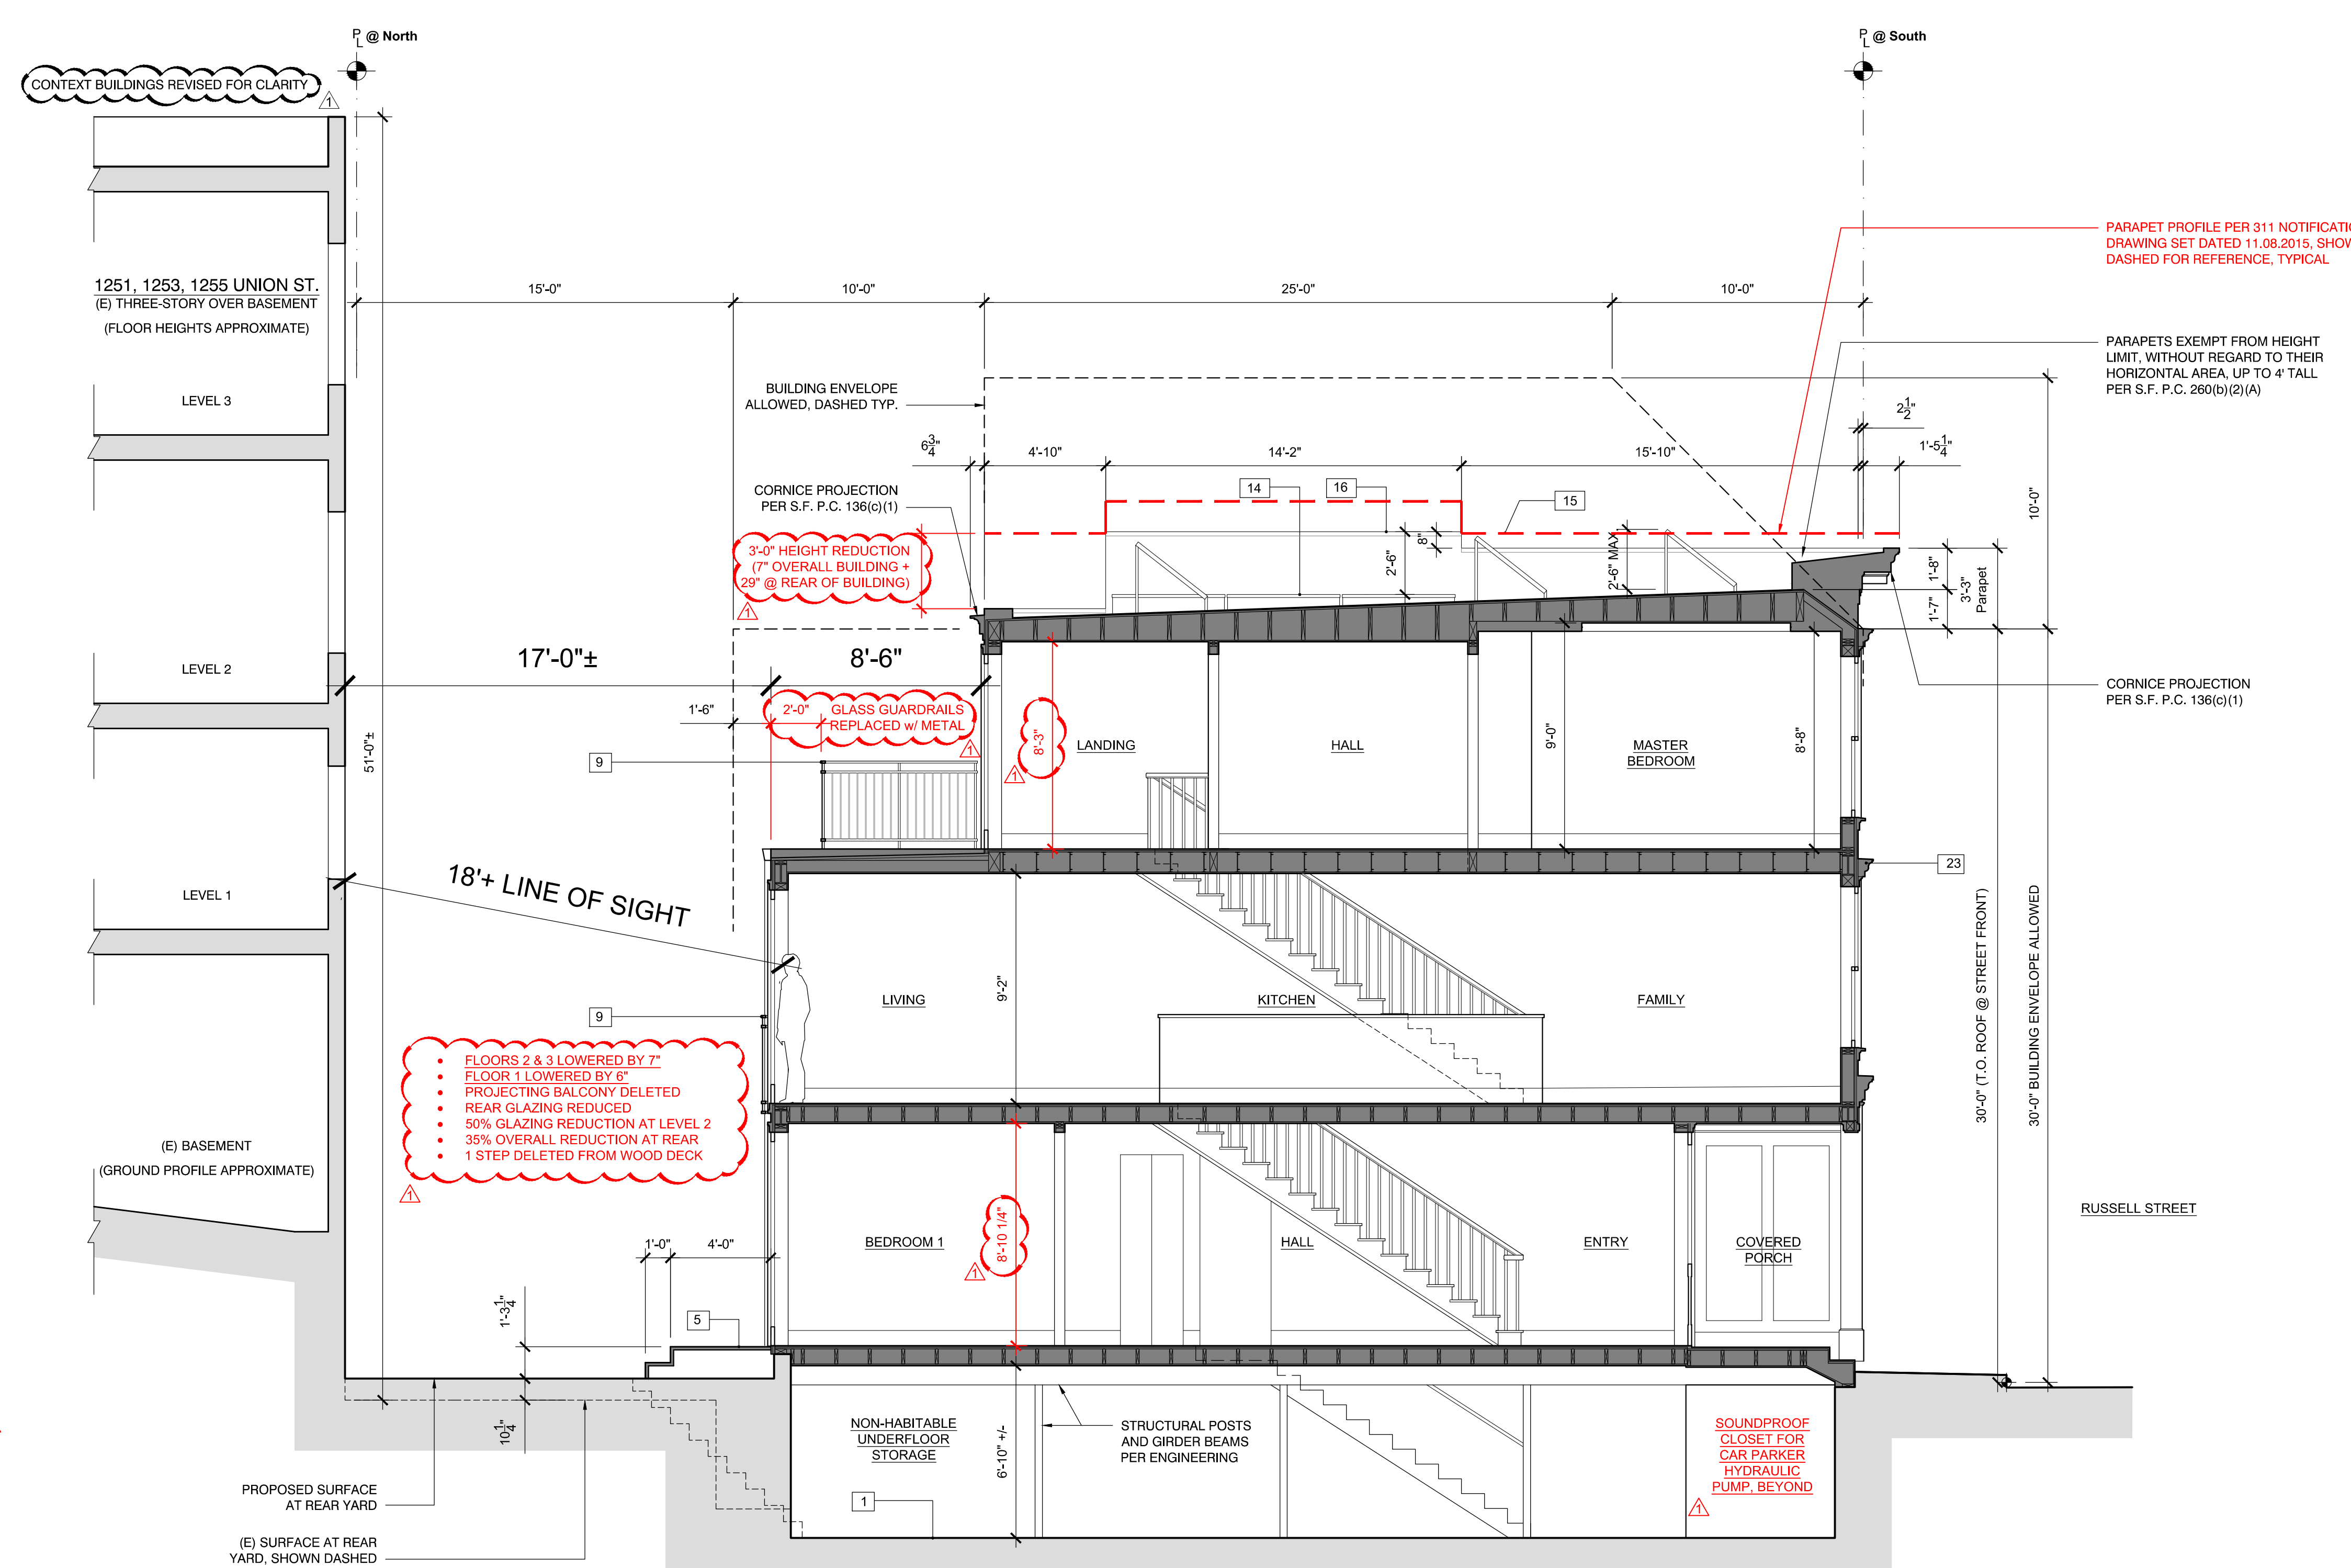 P L @ North
P L @ South
CONTEXT BUILDINGS REVISED FOR CLARITY
1
PARAPET PROFILE PER 311 NOTIFICATI
DRAWING SET DATED 11.08.2015, SHOW
DASHED FOR REFERENCE, TYPICAL
1251, 1253, 1255 UNION ST.
(E) THREE-STORY OVER BASEMENT
(FLOOR HEIGHTS APPROXIMATE)
15'-0"
10'-0"
25'-0"
10'-0"
PARAPETS EXEMPT FROM HEIGHT
LIMIT, WITHOUT REGARD TO THEIR
HORIZONTAL AREA, UP TO 4' TALL
PER S.F. P.C. 260(b)(2)(A)
BUILDING ENVELOPE
ALLOWED, DASHED TYP.
LEVEL 3
2 1/2"
6 3/4"
4'-10"
14'-2"
15'-10"
1'-5 1/4"
10'-0"
CORNICE PROJECTION
PER S.F. P.C. 136(c)(1)
14
16
15
3'-0" HEIGHT REDUCTION
(7" OVERALL BUILDING +
29" @ REAR OF BUILDING)
1
2'-6"
8"
2'-6" MAX
1'-8"
1'-7"
3'-3"
Parapet
17'-0"±
8'-6"
LEVEL 2
CORNICE PROJECTION
PER S.F. P.C. 136(c)(1)
1'-6"
2'-0"
GLASS GUARDRAILS
REPLACED w/ METAL
1
51'-0"±
9
8'-3"
1
LANDING
HALL
9'-0"
MASTER
BEDROOM
8'-8"
23
LEVEL 1
18'+ LINE OF SIGHT
30'-0" (T.O. ROOF @ STREET FRONT)
30'-0" BUILDING ENVELOPE ALLOWED
LIVING
9'-2"
KITCHEN
FAMILY
9
• FLOORS 2 & 3 LOWERED BY 7"
• FLOOR 1 LOWERED BY 6"
• PROJECTING BALCONY DELETED
• REAR GLAZING REDUCED
• 50% GLAZING REDUCTION AT LEVEL 2
• 35% OVERALL REDUCTION AT REAR
• 1 STEP DELETED FROM WOOD DECK
1
(E) BASEMENT
(GROUND PROFILE APPROXIMATE)
RUSSELL STREET
1'-0"
4'-0"
BEDROOM 1
8'-10 1/4"
1
HALL
ENTRY
COVERED
PORCH
1'-3 1/4"
5
10 1/4"
NON-HABITABLE
UNDERFLOOR
STORAGE
6'-10" +/-
STRUCTURAL POSTS
AND GIRDER BEAMS
PER ENGINEERING
SOUNDPROOF
CLOSET FOR
CAR PARKER
HYDRAULIC
PUMP, BEYOND
1
1
PROPOSED SURFACE
AT REAR YARD
(E) SURFACE AT REAR
YARD, SHOWN DASHED